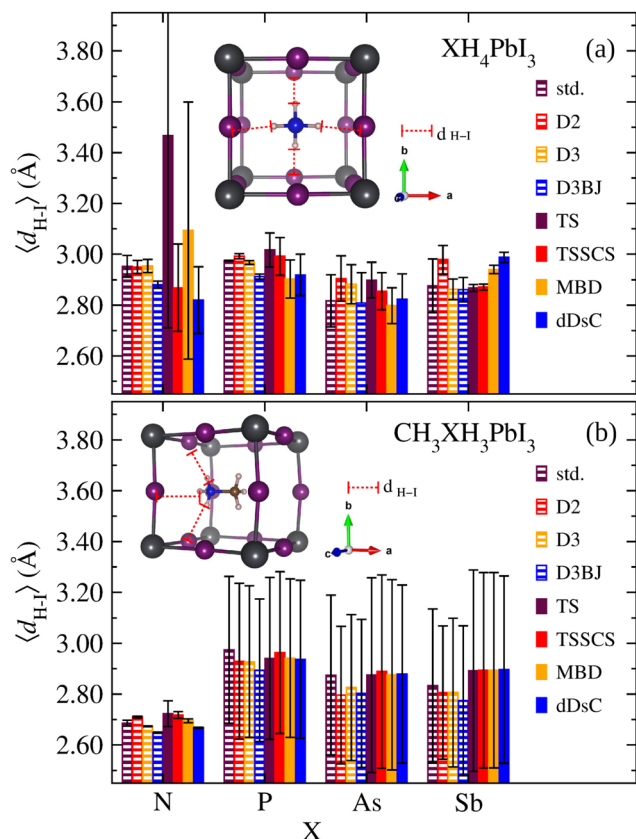 XH4PbI3 (a)
3.80
3.60
3.40
3.20
3.00
2.80
2.60
⟨dH-I⟩ (Å)
d H-I
b
c
a
std.
D2
D3
D3BJ
TS
TSSCS
MBD
dDsC
CH3XH3PbI3 (b)
3.80
3.60
3.40
3.20
3.00
2.80
2.60
⟨dH-I⟩ (Å)
d H-I
b
c
a
std.
D2
D3
D3BJ
TS
TSSCS
MBD
dDsC
N P As Sb
X